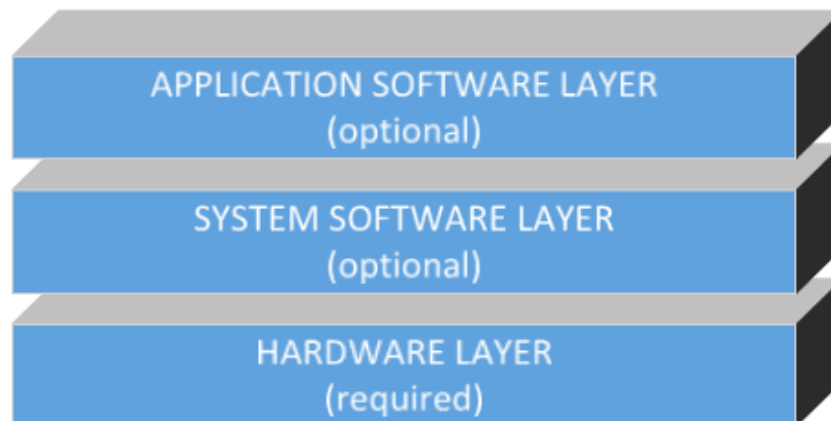 APPLICATION SOFTWARE LAYER
(optional)
SYSTEM SOFTWARE LAYER
(optional)
HARDWARE LAYER
(required)